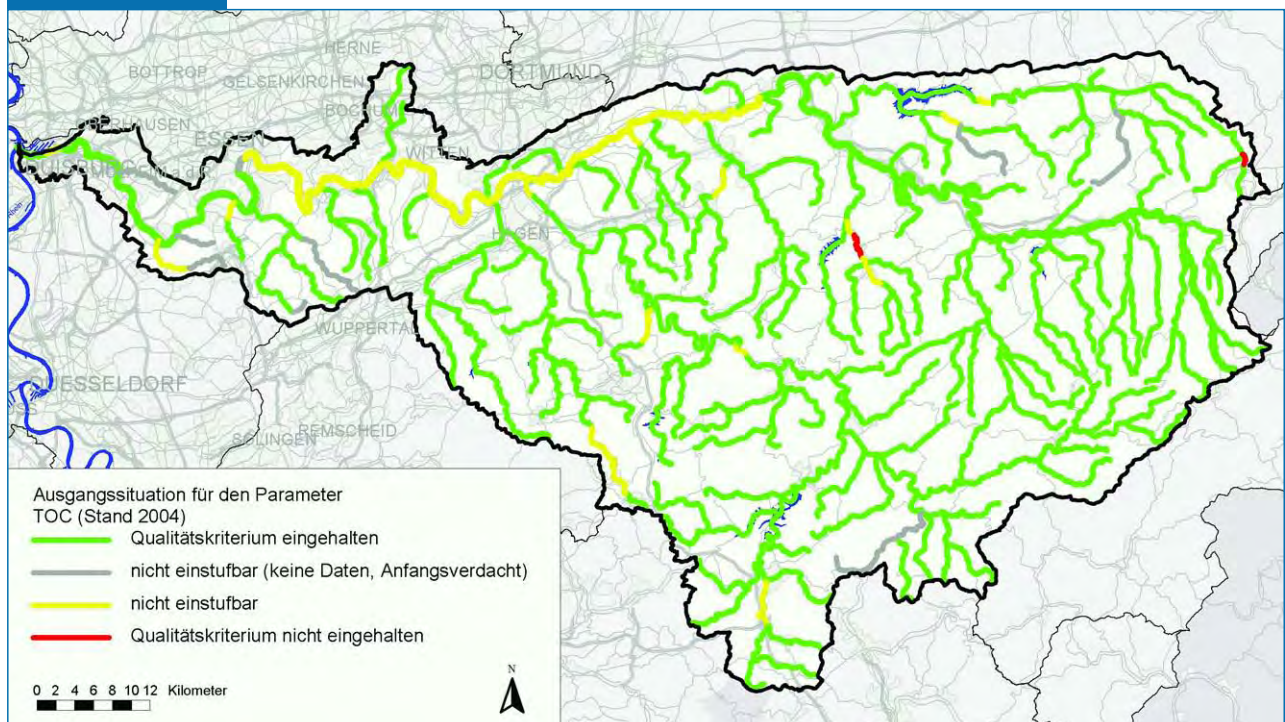 HERNE
BOTTROP
DORTMUND
GELSENKIRCHEN
BOCHUM
OBERHAUSEN
ESSEN
WITTEN
HAGEN
WUPPERTAL
DUESSELDORF
REMSCHEID
SOLINGEN
Ausgangssituation für den Parameter
TOC (Stand 2004)
Qualitätskriterium eingehalten
nicht einstufbar (keine Daten, Anfangsverdacht)
nicht einstufbar
Qualitätskriterium nicht eingehalten
N
0 2 4 6 8 10 12 Kilometer